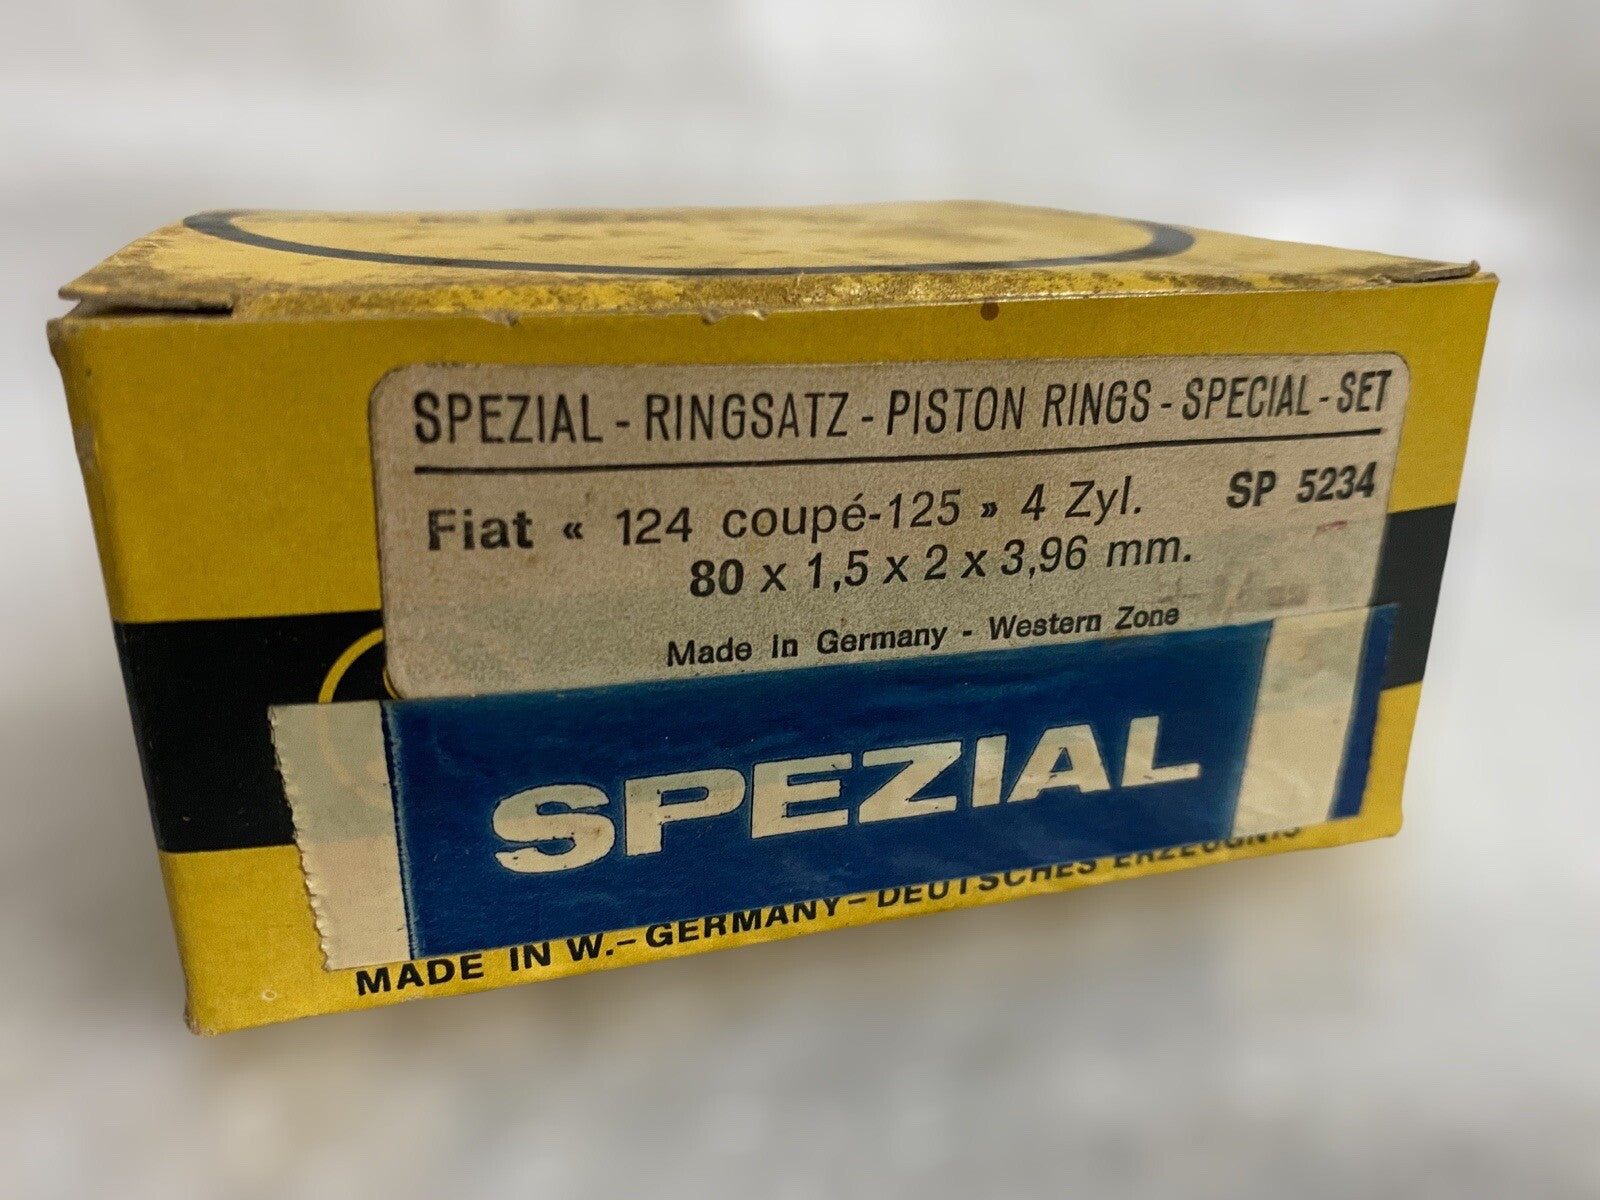 SPEZIAL - RINGSATZ - PISTON RINGS - SPECIAL - SET
Fiat « 124 coupé-125 » 4 Zyl. SP 5234
80 x 1,5 x 2 x 3,96 mm.
Made in Germany - Western Zone
SPEZIAL
MADE IN W.-GERMANY-DEUTSCHES ERZEUGNIS